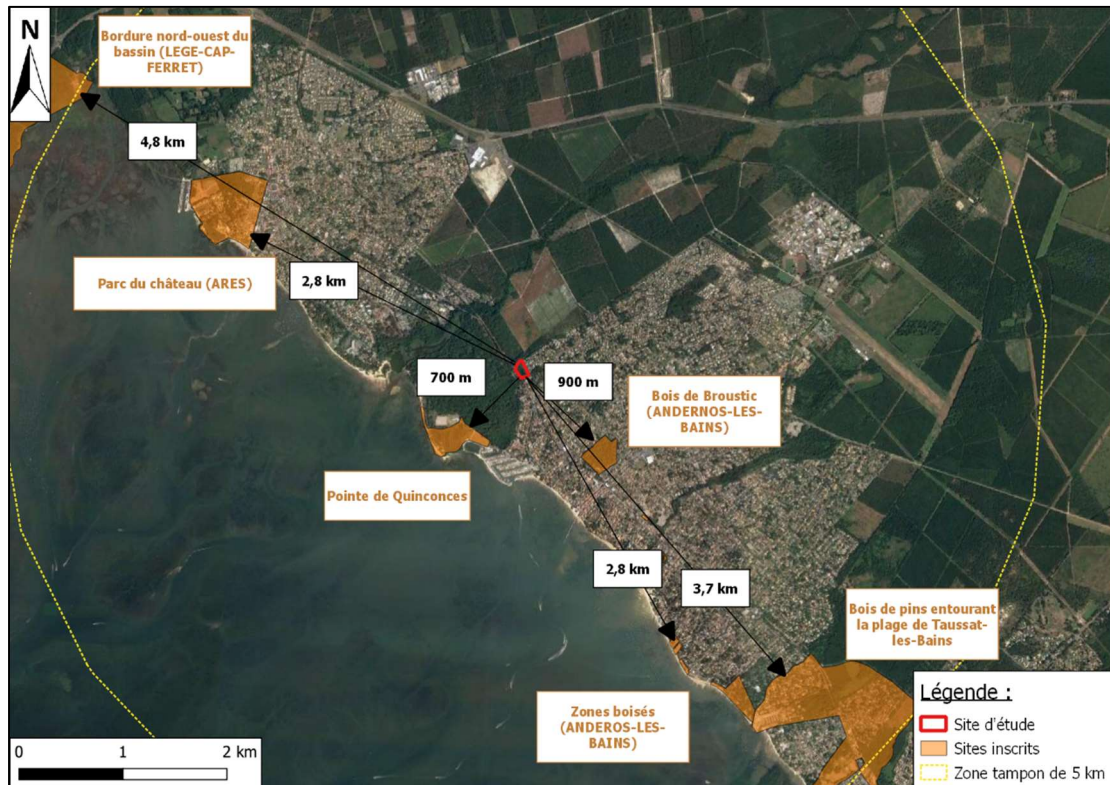 N
Bordure nord-ouest du
bassin (LEGE-CAP-
FERRET)
4,8 km
Parc du château (ARES)
2,8 km
700 m
900 m
Bois de Broustic
(ANDERNOS-LES-
BAINS)
Pointe de Quinconces
2,8 km
3,7 km
Bois de pins entourant
la plage de Taussat-
les-Bains
Zones boisés
(ANDEROS-LES-
BAINS)
Légende :
Site d'étude
Sites inscrits
Zone tampon de 5 km
0 1 2 km